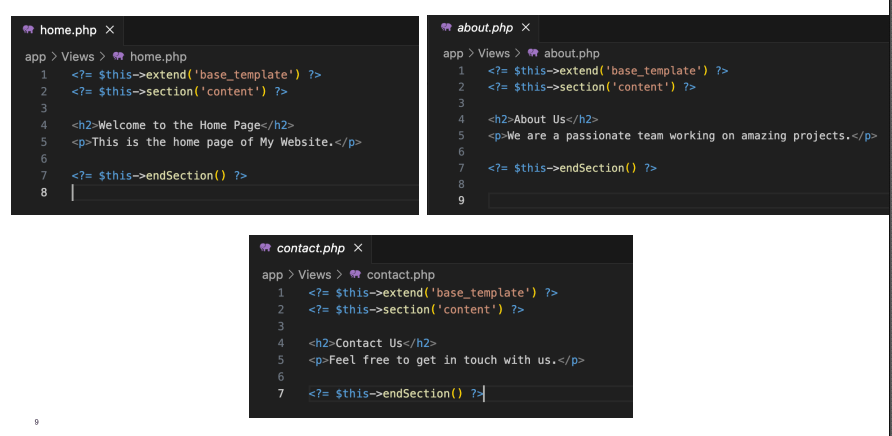 home.php ×
app > Views > home.php
1 <?= $this->extend('base_template') ?>
2 <?= $this->section('content') ?>
3
4 <h2>Welcome to the Home Page</h2>
5 <p>This is the home page of My Website.</p>
6
7 <?= $this->endSection() ?>
8
about.php ×
app > Views > about.php
1 <?= $this->extend('base_template') ?>
2 <?= $this->section('content') ?>
3
4 <h2>About Us</h2>
5 <p>We are a passionate team working on amazing projects.</p>
6
7 <?= $this->endSection() ?>
8
9
contact.php ×
app > Views > contact.php
1 <?= $this->extend('base_template') ?>
2 <?= $this->section('content') ?>
3
4 <h2>Contact Us</h2>
5 <p>Feel free to get in touch with us.</p>
6
7 <?= $this->endSection() ?>
9